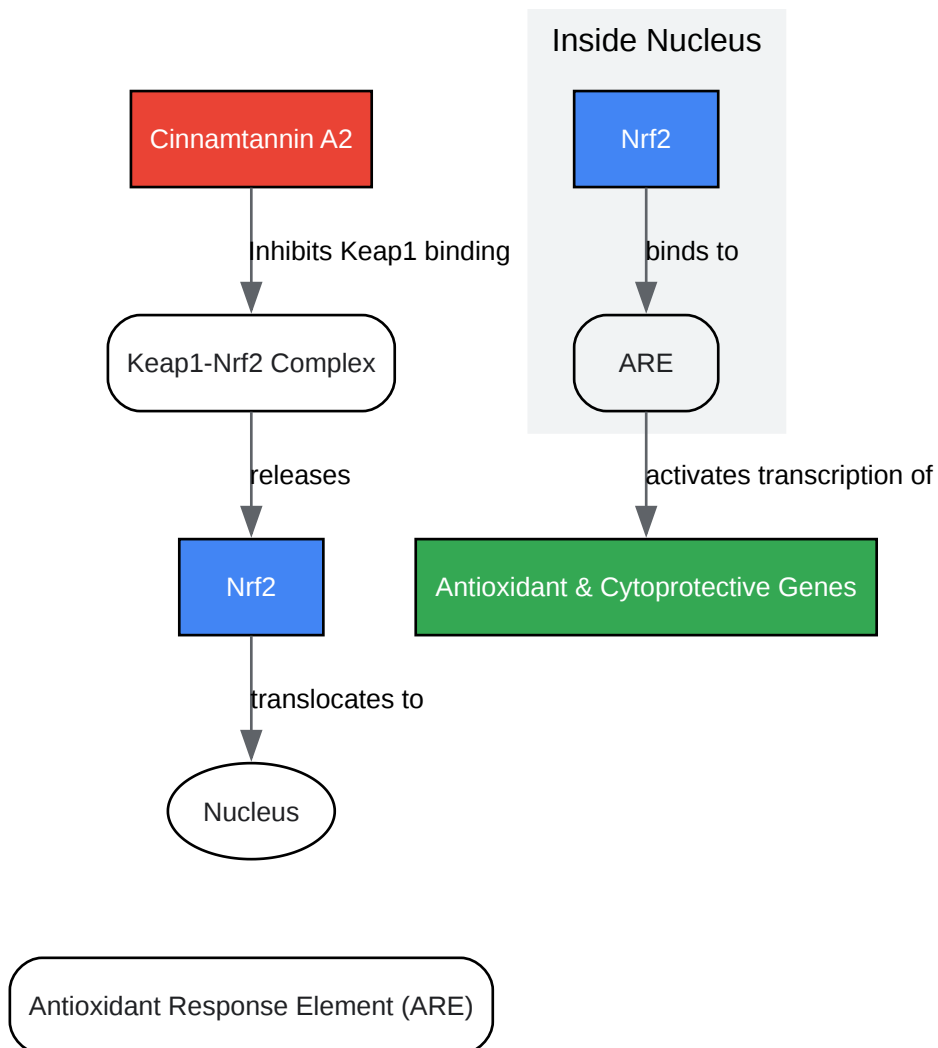 Inside Nucleus
Cinnamtannin A2
Nrf2
Inhibits Keap1 binding
binds to
Keap1-Nrf2 Complex
ARE
releases
activates transcription of
Nrf2
Antioxidant & Cytoprotective Genes
translocates to
Nucleus
Antioxidant Response Element (ARE)